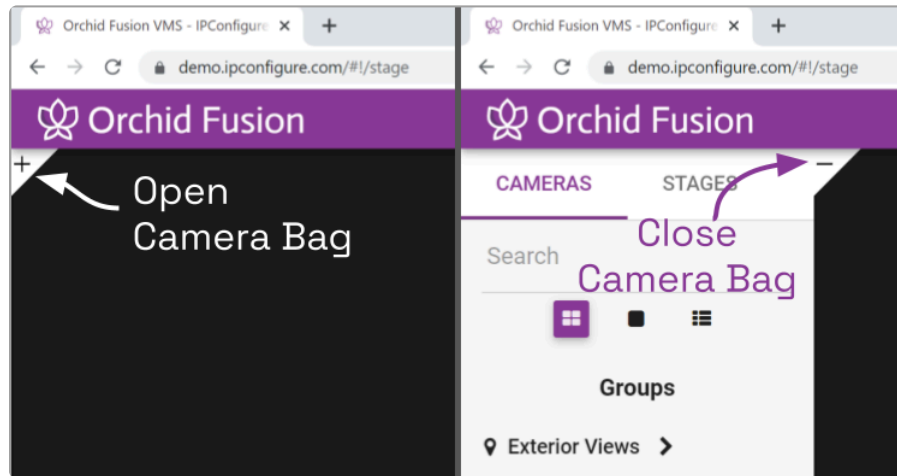 Orchid Fusion VMS - IPConfigure
demo.ipconfigure.com/#!/stage
Orchid Fusion
Open
Camera Bag
Orchid Fusion VMS - IPConfigure
demo.ipconfigure.com/#!/stage
Orchid Fusion
CAMERAS STAGES
Close
Search
Camera Bag
Groups
Exterior Views